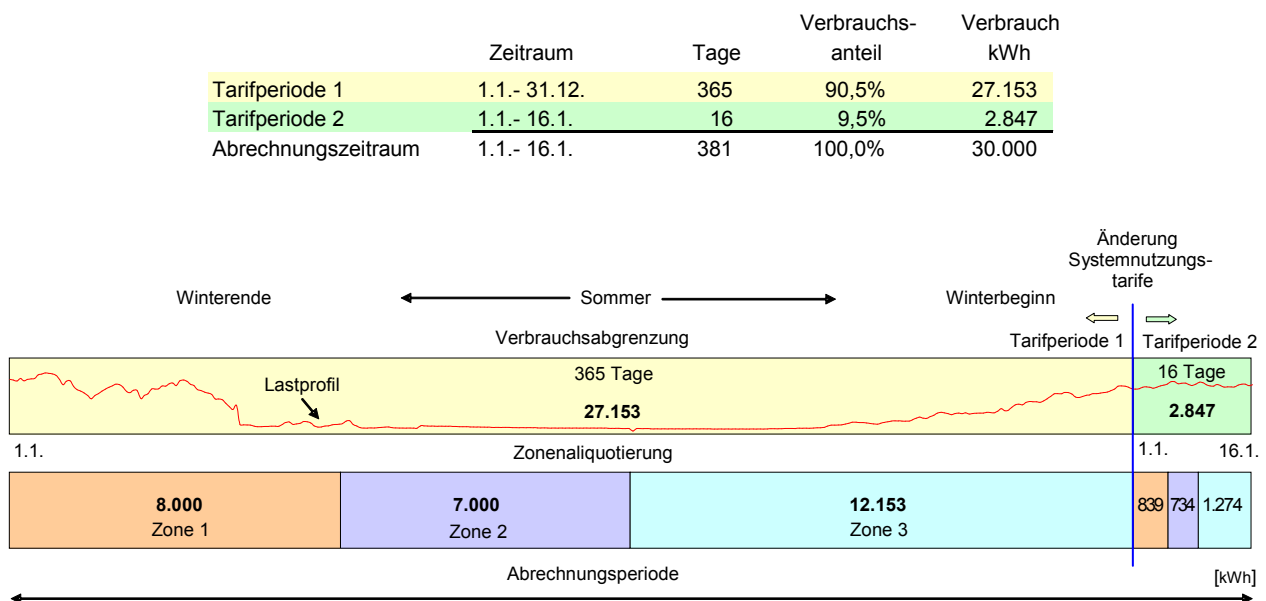 Verbrauchs- Verbrauch
Zeitraum Tage anteil kWh
Tarifperiode 1 1.1.- 31.12. 365 90,5% 27.153
Tarifperiode 2 1.1.- 16.1. 16 9,5% 2.847
Abrechnungszeitraum 1.1.- 16.1. 381 100,0% 30.000
Änderung
Systemnutzungs-
tarife
Winterende Sommer Winterbeginn
Verbrauchsabgrenzung Tarifperiode 1 Tarifperiode 2
365 Tage 16 Tage
Lastprofil
27.153 2.847
1.1. Zonenaliquotierung 1.1. 16.1.
8.000 7.000 12.153 839 734 1.274
Zone 1 Zone 2 Zone 3
Abrechnungsperiode [kWh]